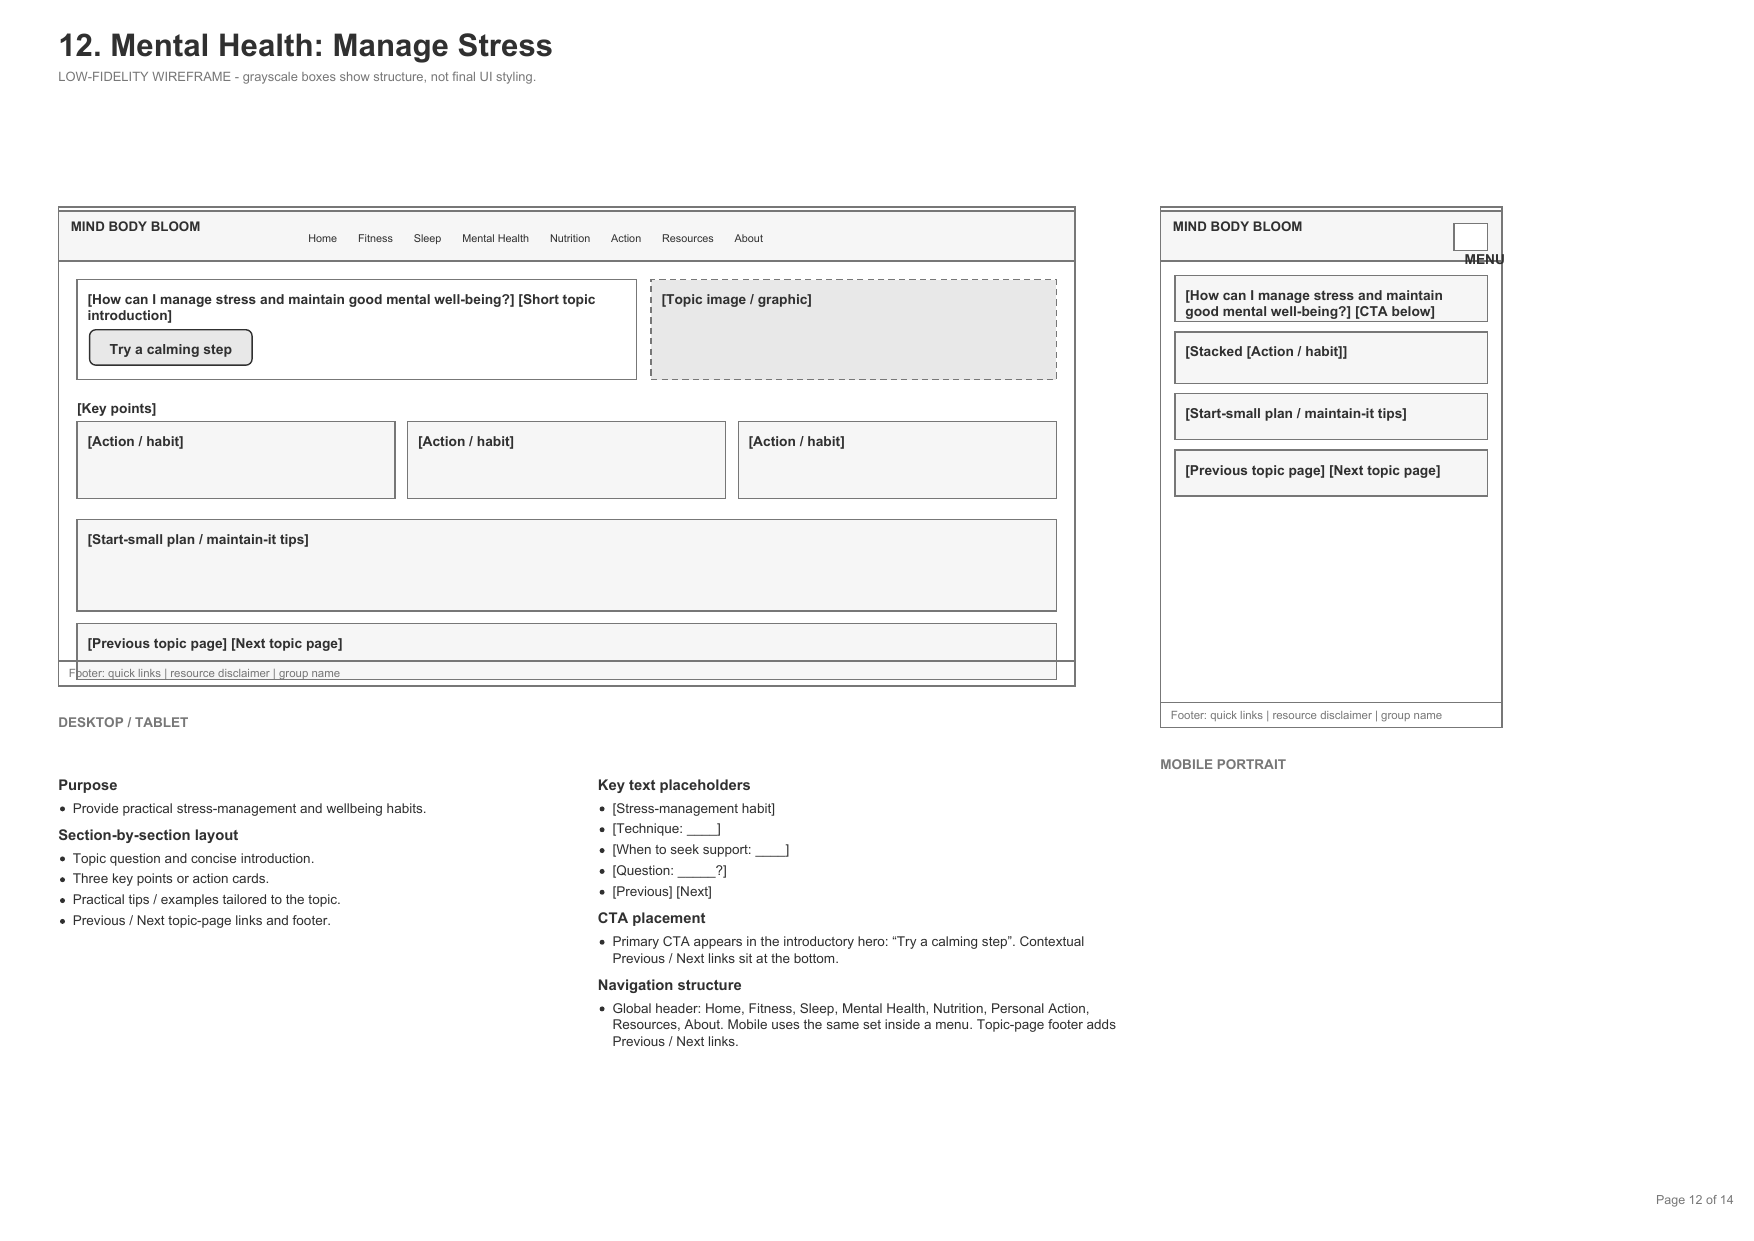 12. Mental Health: Manage Stress
LOW-FIDELITY WIREFRAME - grayscale boxes show structure, not final UI styling.
MIND BODY BLOOM
Home Fitness Sleep Mental Health Nutrition Action Resources About
[How can I manage stress and maintain good mental well-being?] [Short topic
introduction]
Try a calming step
[Topic image / graphic]
[Key points]
[Action / habit]
[Action / habit]
[Action / habit]
[Start-small plan / maintain-it tips]
[Previous topic page] [Next topic page]
Footer: quick links | resource disclaimer | group name
DESKTOP / TABLET
MIND BODY BLOOM
MENU
[How can I manage stress and maintain
good mental well-being?] [CTA below]
[Stacked [Action / habit]]
[Start-small plan / maintain-it tips]
[Previous topic page] [Next topic page]
Footer: quick links | resource disclaimer | group name
MOBILE PORTRAIT
Purpose
• Provide practical stress-management and wellbeing habits.
Section-by-section layout
• Topic question and concise introduction.
• Three key points or action cards.
• Practical tips / examples tailored to the topic.
• Previous / Next topic-page links and footer.
Key text placeholders
• [Stress-management habit]
• [Technique: ____]
• [When to seek support: ____]
• [Question: _____?]
• [Previous] [Next]
CTA placement
• Primary CTA appears in the introductory hero: “Try a calming step”. Contextual
Previous / Next links sit at the bottom.
Navigation structure
• Global header: Home, Fitness, Sleep, Mental Health, Nutrition, Personal Action,
Resources, About. Mobile uses the same set inside a menu. Topic-page footer adds
Previous / Next links.
Page 12 of 14